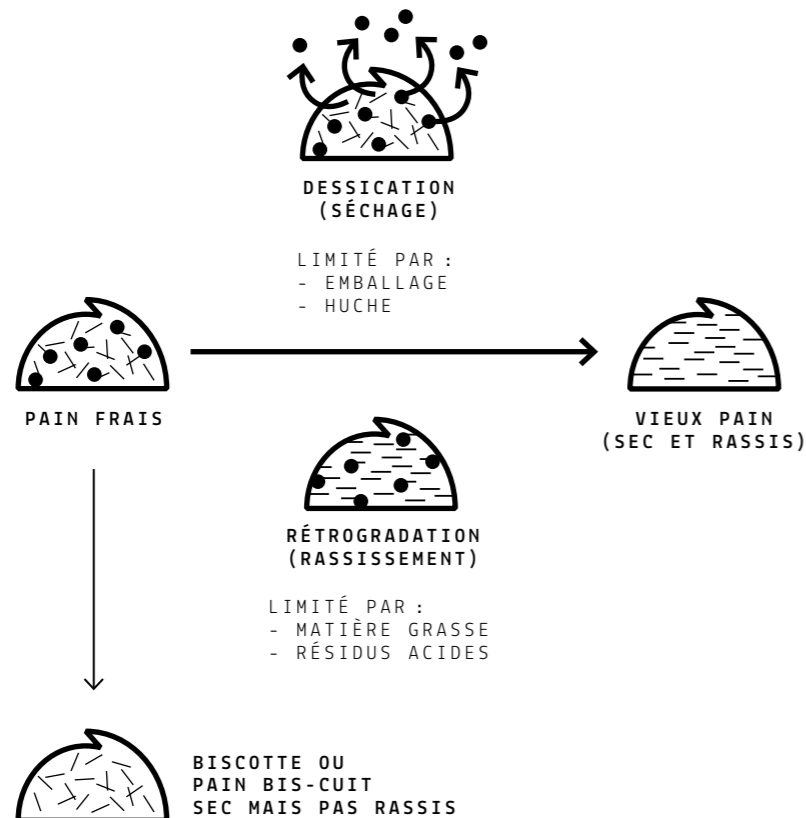 DESSICATION
(SÉCHAGE)
LIMITÉ PAR :
- EMBALLAGE
- HUCHE
PAIN FRAIS
VIEUX PAIN
(SEC ET RASSIS)
RÉTROGRADATION
(RASSISSEMENT)
LIMITÉ PAR :
- MATIÈRE GRASSE
- RÉSIDUS ACIDES
BISCOTTE OU
PAIN BIS-CUIT
SEC MAIS PAS RASSIS